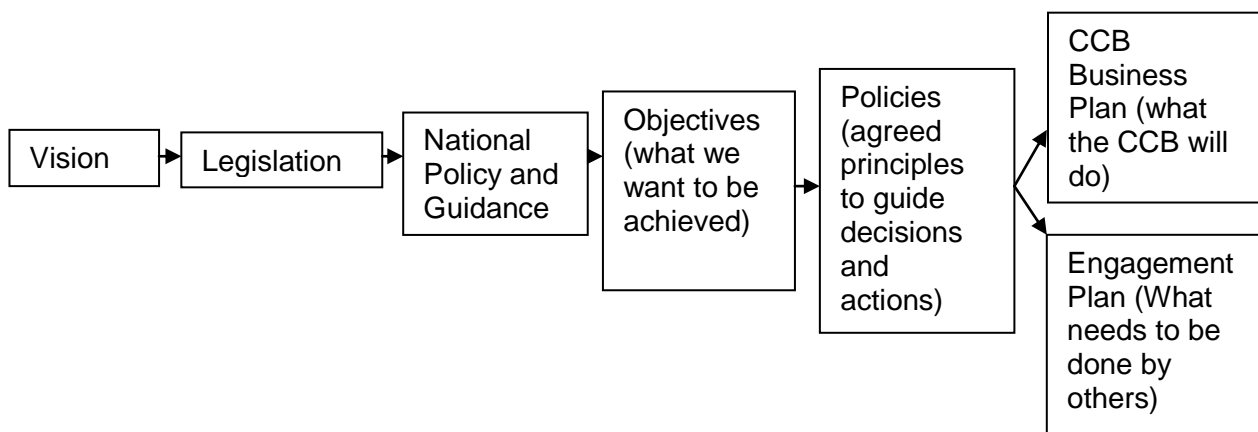 Vision
Legislation
National
Policy and
Guidance
Objectives
(what we
want to be
achieved)
Policies
(agreed
principles
to guide
decisions
and
actions)
CCB
Business
Plan (what
the CCB will
do)
Engagement
Plan (What
needs to be
done by
others)